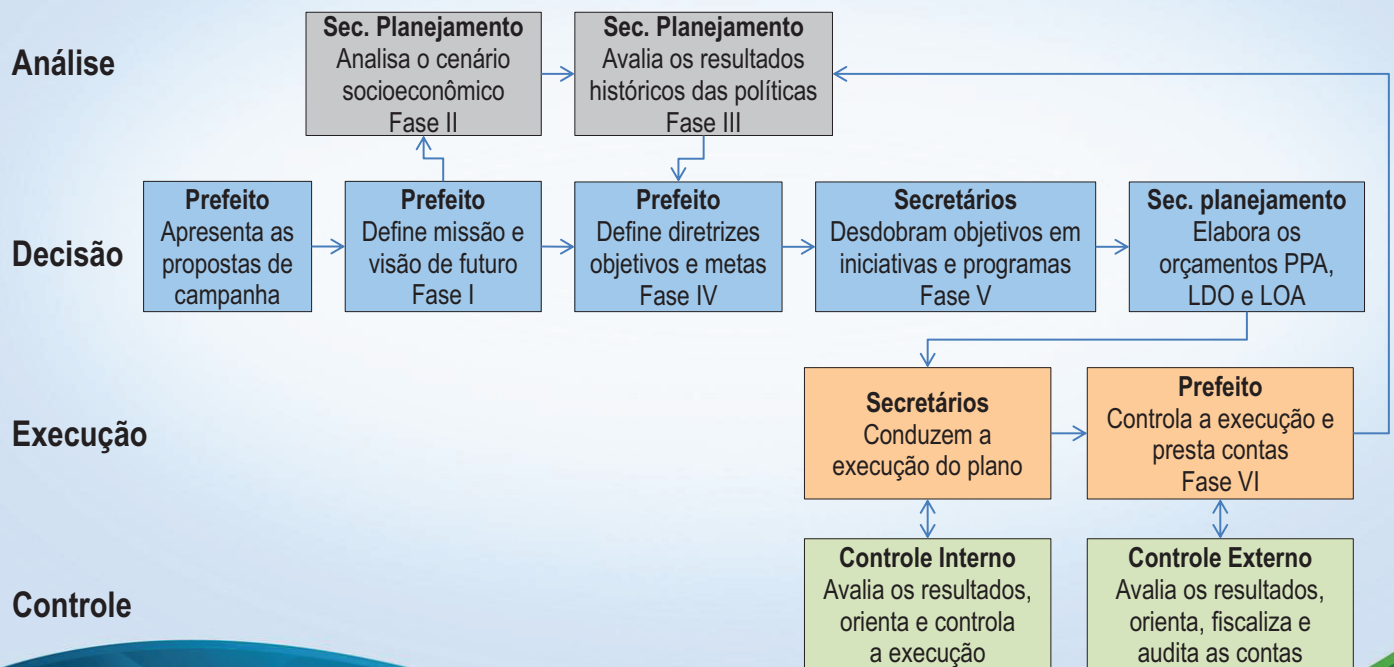 Análise
Sec. Planejamento
Analisa o cenário
socioeconômico
Fase II
Sec. Planejamento
Avalia os resultados
históricos das políticas
Fase III
Decisão
Prefeito
Apresenta as
propostas de
campanha
Prefeito
Define missão e
visão de futuro
Fase I
Prefeito
Define diretrizes
objetivos e metas
Fase IV
Secretários
Desdobram objetivos em
iniciativas e programas
Fase V
Sec. planejamento
Elabora os
orçamentos PPA,
LDO e LOA
Execução
Secretários
Conduzem a
execução do plano
Prefeito
Controla a execução e
presta contas
Fase VI
Controle
Controle Interno
Avalia os resultados,
orienta e controla
a execução
Controle Externo
Avalia os resultados,
orienta, fiscaliza e
audita as contas